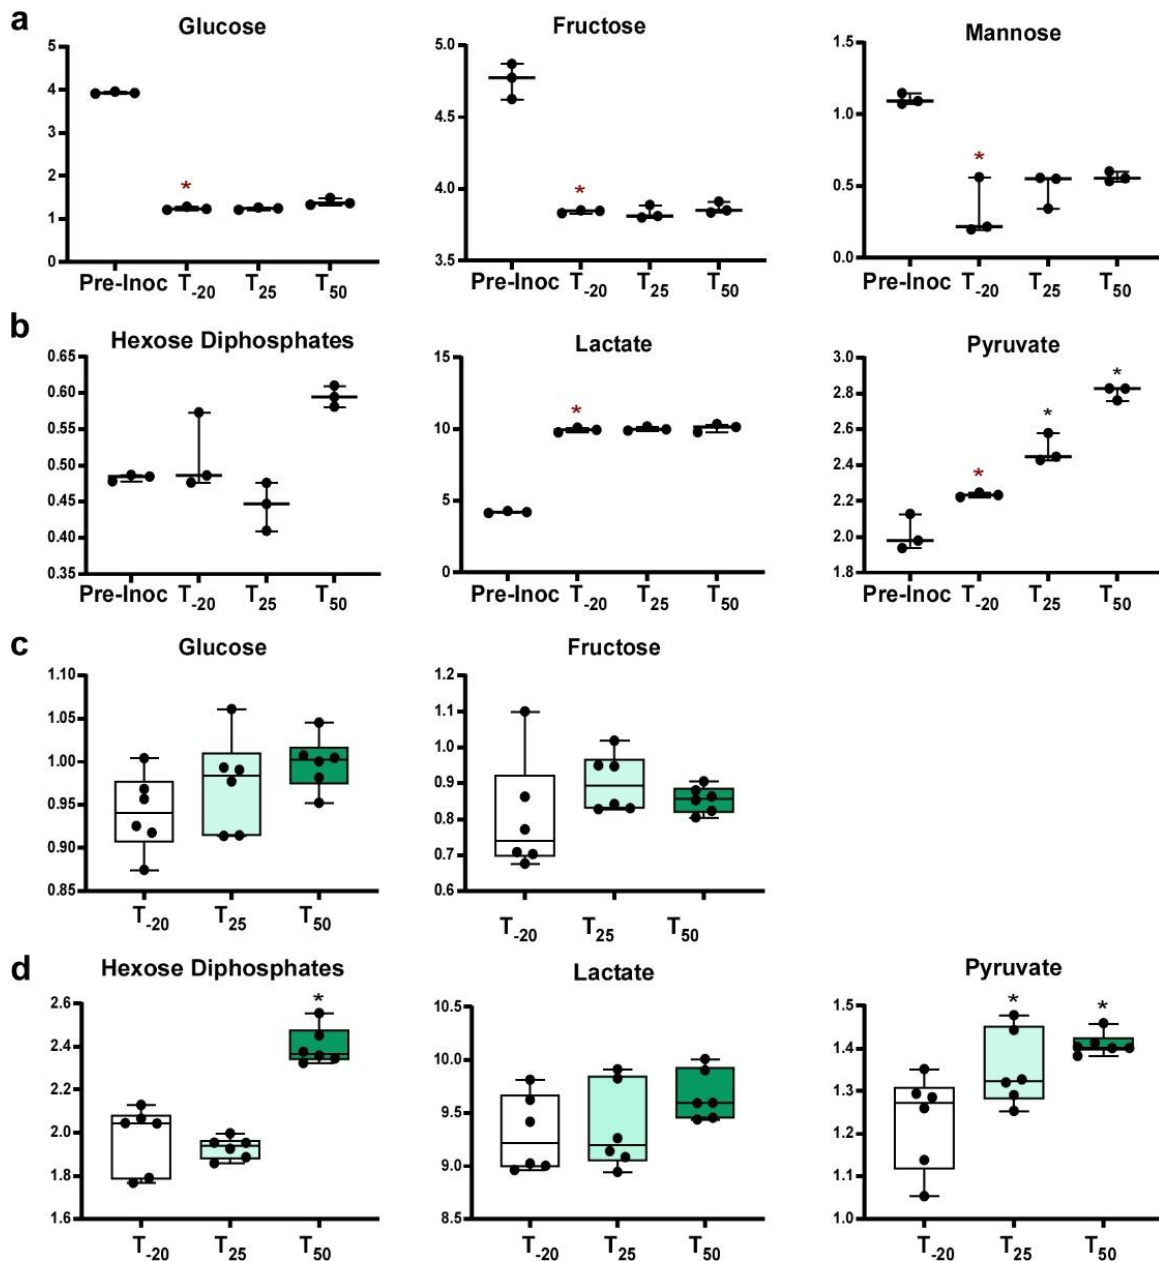 a
Glucose
5
4
3
2
1
0
Pre-Inoc T-20 T25 T50
*
Fructose
5.0
4.5
4.0
3.5
Pre-Inoc T-20 T25 T50
*
Mannose
1.5
1.0
0.5
0.0
Pre-Inoc T-20 T25 T50
*
b
Hexose Diphosphates
0.65
0.60
0.55
0.50
0.45
0.40
0.35
Pre-Inoc T-20 T25 T50
Lactate
15
10
5
0
Pre-Inoc T-20 T25 T50
*
Pyruvate
3.0
2.8
2.6
2.4
2.2
2.0
1.8
Pre-Inoc T-20 T25 T50
* * *
c
Glucose
1.10
1.05
1.00
0.95
0.90
0.85
T-20 T25 T50
Fructose
1.2
1.1
1.0
0.9
0.8
0.7
0.6
T-20 T25 T50
d
Hexose Diphosphates
2.6
2.4
2.2
2.0
1.8
1.6
T-20 T25 T50
*
Lactate
10.5
10.0
9.5
9.0
8.5
T-20 T25 T50
Pyruvate
1.5
1.4
1.3
1.2
1.1
1.0
T-20 T25 T50
* *